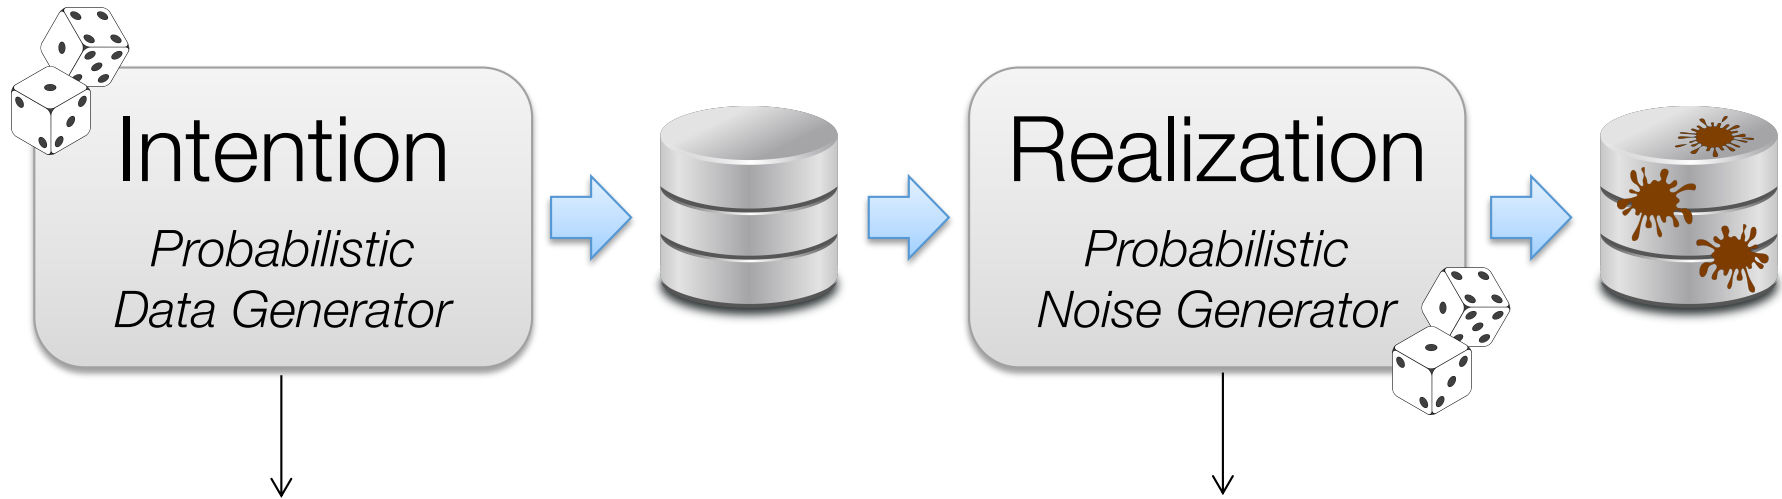 Intention
Probabilistic
Data Generator
Realization
Probabilistic
Noise Generator